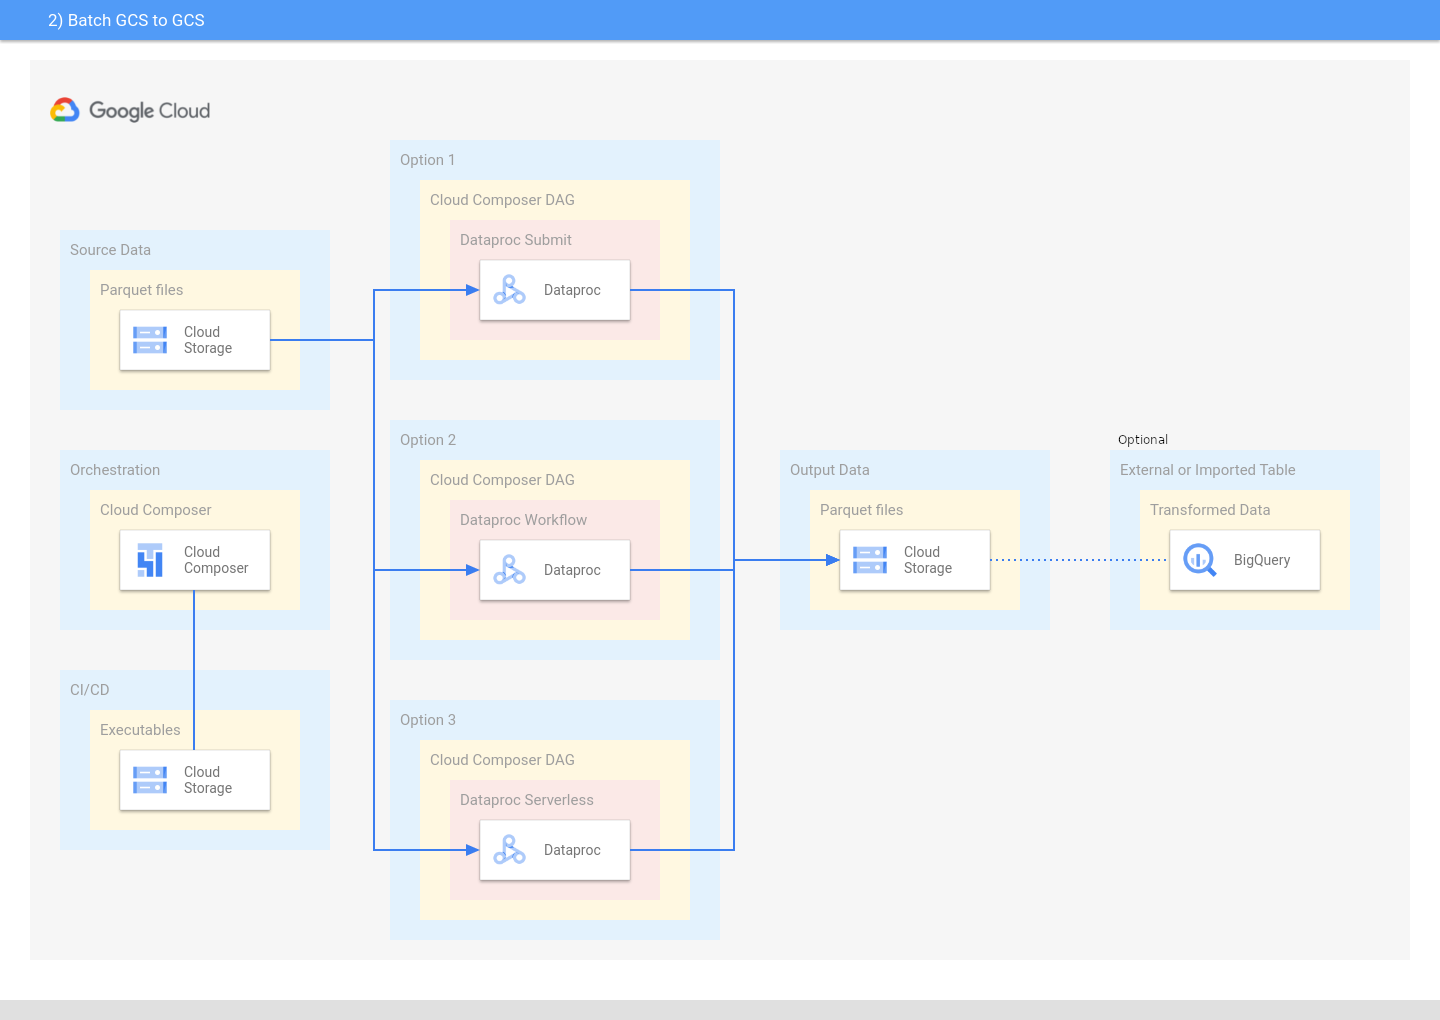 2) Batch GCS to GCS
Google Cloud
Source Data
Parquet files
Cloud
Storage
Orchestration
Cloud Composer
Cloud
Composer
CI/CD
Executables
Cloud
Storage
Option 1
Cloud Composer DAG
Dataproc Submit
Dataproc
Option 2
Cloud Composer DAG
Dataproc Workflow
Dataproc
Option 3
Cloud Composer DAG
Dataproc Serverless
Dataproc
Output Data
Parquet files
Cloud
Storage
Optional
External or Imported Table
Transformed Data
BigQuery